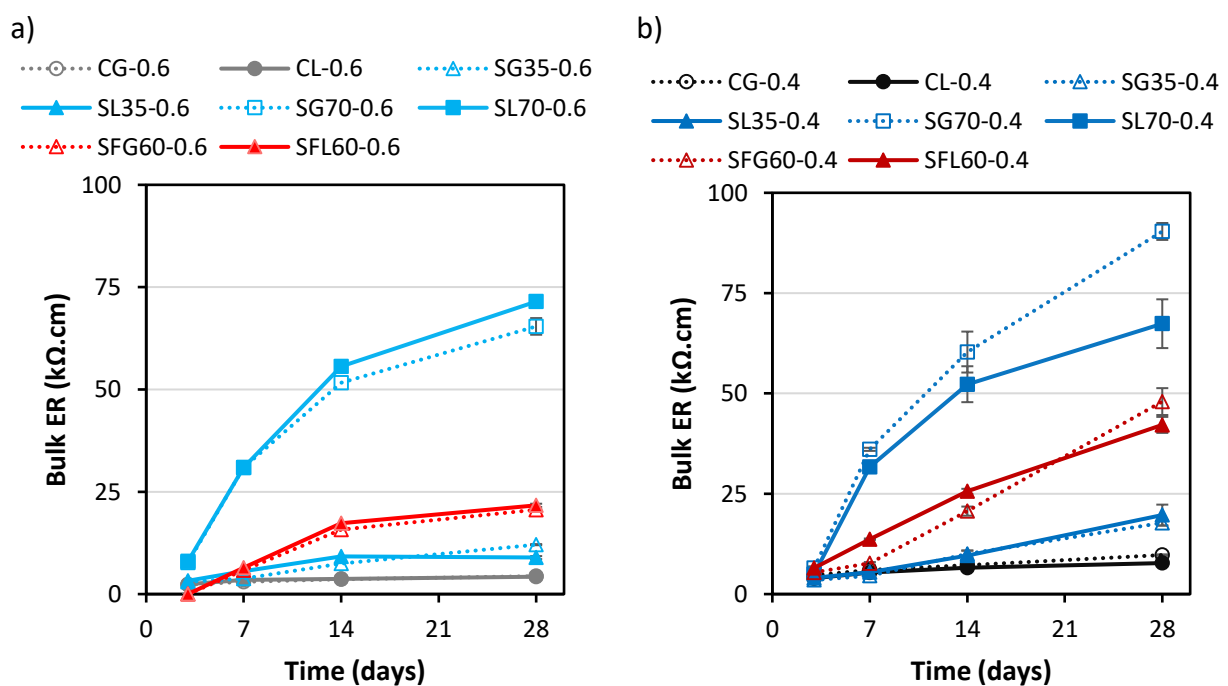 a)
CG-0.6 CL-0.6 SG35-0.6
SL35-0.6 SG70-0.6 SL70-0.6
SFG60-0.6 SFL60-0.6
100
75
50
25
0
Bulk ER (kΩ.cm)
0 7 14 21 28
Time (days)
b)
CG-0.4 CL-0.4 SG35-0.4
SL35-0.4 SG70-0.4 SL70-0.4
SFG60-0.4 SFL60-0.4
100
75
50
25
0
Bulk ER (kΩ.cm)
0 7 14 21 28
Time (days)